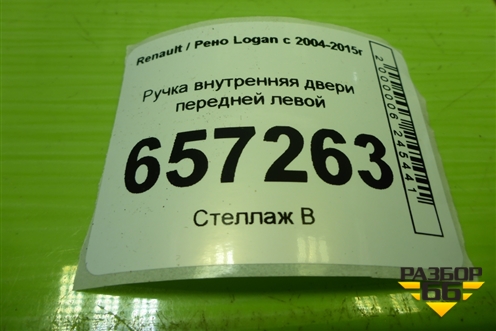 Renault / Рено Logan с 2004-2015г
Ручка внутренняя двери
передней левой
657263
Стеллаж В
2000006245441
РАЗБОР
66